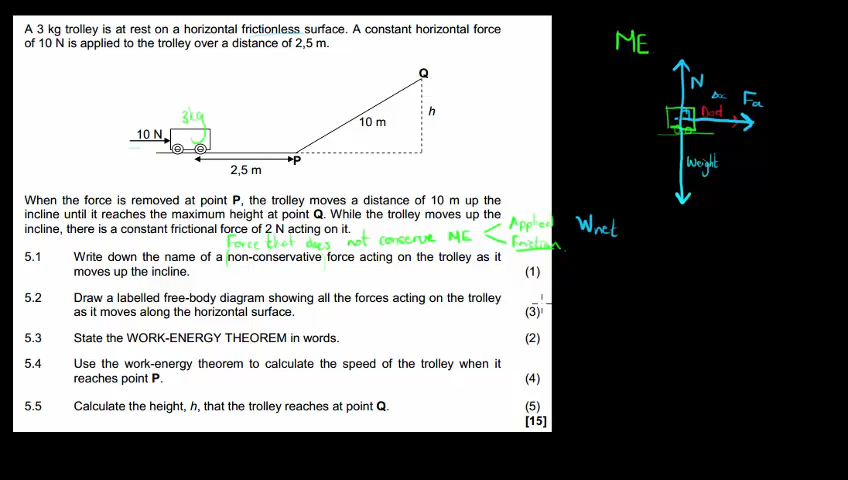 A 3 kg trolley is at rest on a horizontal frictionless surface. A constant horizontal force
of 10 N is applied to the trolley over a distance of 2,5 m.
ME
N
Δx
Fa
Weight
Q
3kg
10 m
h
10 N
P
2,5 m
When the force is removed at point P, the trolley moves a distance of 10 m up the
incline until it reaches the maximum height at point Q. While the trolley moves up the
incline, there is a constant frictional force of 2 N acting on it.
Applied
Wnet
Force that does not conserve ME
Friction
5.1 Write down the name of a non-conservative force acting on the trolley as it
moves up the incline. (1)
5.2 Draw a labelled free-body diagram showing all the forces acting on the trolley
as it moves along the horizontal surface. (3)
5.3 State the WORK-ENERGY THEOREM in words. (2)
5.4 Use the work-energy theorem to calculate the speed of the trolley when it
reaches point P. (4)
5.5 Calculate the height, h, that the trolley reaches at point Q. (5)
[15]